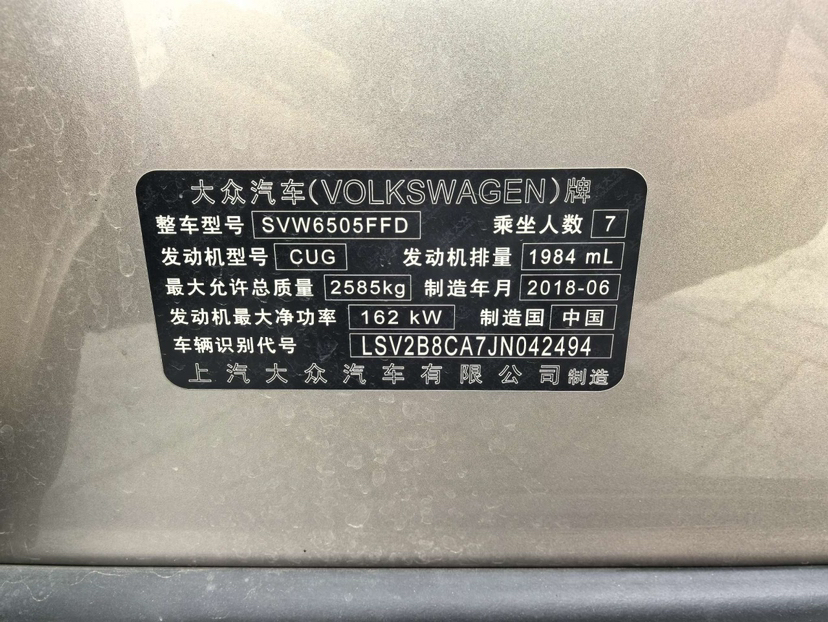 大众汽车(VOLKSWAGEN)牌
整车型号 SVW6505FFD 乘坐人数 7
发动机型号 CUG 发动机排量 1984 mL
最大允许总质量 2585kg 制造年月 2018-06
发动机最大净功率 162 kW 制造国 中国
车辆识别代号 LSV2B8CA7JN042494
上汽大众汽车有限公司 制造